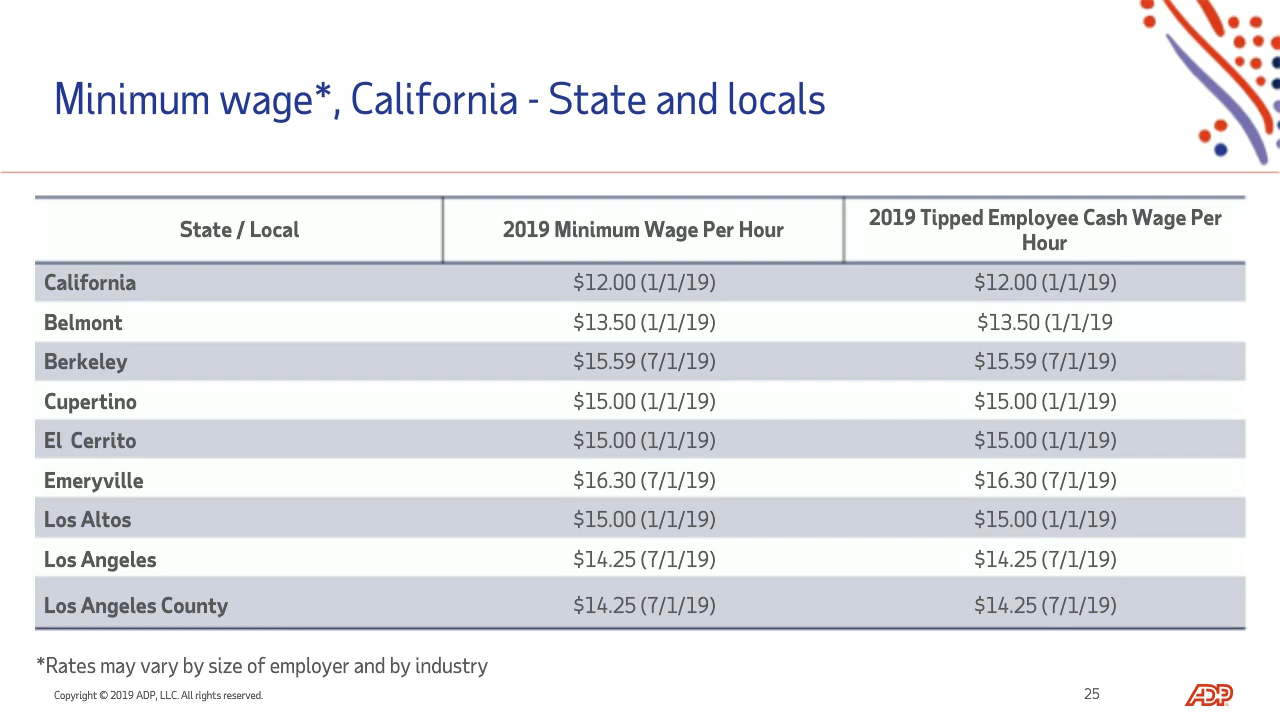 Minimum wage*, California - State and locals
State / Local 2019 Minimum Wage Per Hour 2019 Tipped Employee Cash Wage Per
Hour
California $12.00 (1/1/19) $12.00 (1/1/19)
Belmont $13.50 (1/1/19) $13.50 (1/1/19
Berkeley $15.59 (7/1/19) $15.59 (7/1/19)
Cupertino $15.00 (1/1/19) $15.00 (1/1/19)
El Cerrito $15.00 (1/1/19) $15.00 (1/1/19)
Emeryville $16.30 (7/1/19) $16.30 (7/1/19)
Los Altos $15.00 (1/1/19) $15.00 (1/1/19)
Los Angeles $14.25 (7/1/19) $14.25 (7/1/19)
Los Angeles County $14.25 (7/1/19) $14.25 (7/1/19)
*Rates may vary by size of employer and by industry
Copyright © 2019 ADP, LLC. All rights reserved. 25 ADP